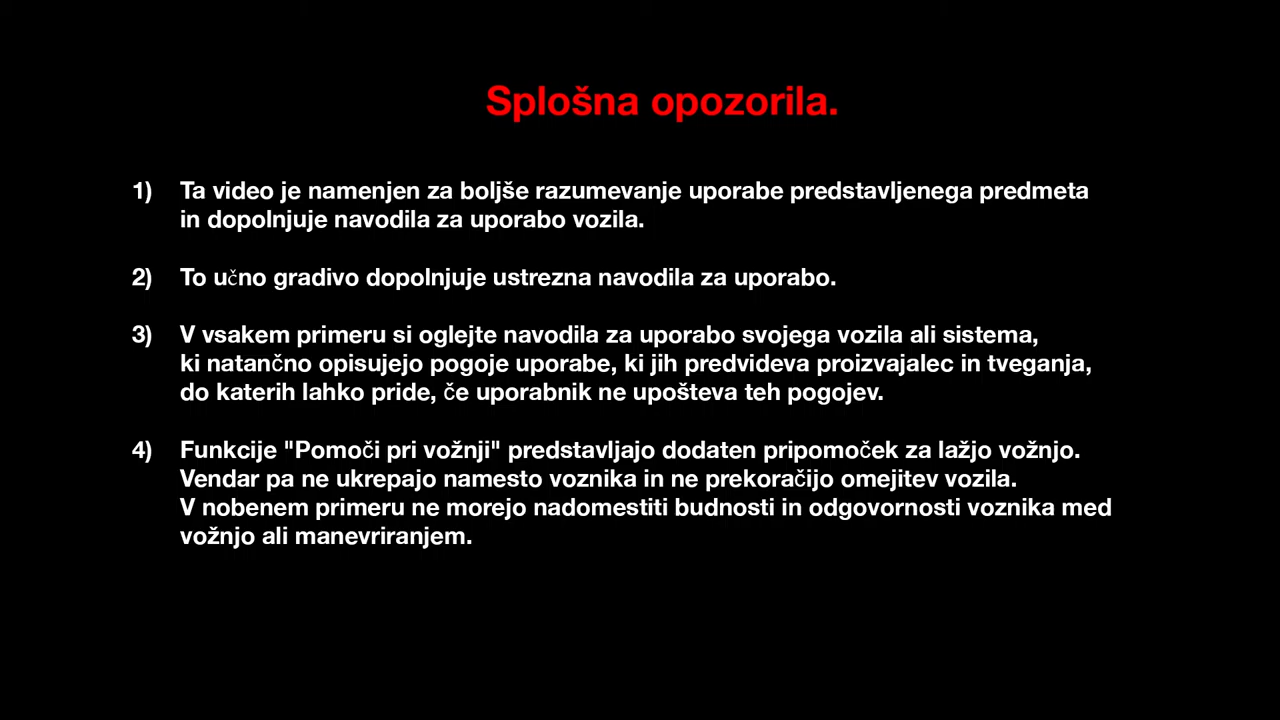 Splošna opozorila.
1) Ta video je namenjen za boljše razumevanje uporabe predstavljenega predmeta
in dopolnjuje navodila za uporabo vozila.
2) To učno gradivo dopolnjuje ustrezna navodila za uporabo.
3) V vsakem primeru si oglejte navodila za uporabo svojega vozila ali sistema,
ki natančno opisujejo pogoje uporabe, ki jih predvideva proizvajalec in tveganja,
do katerih lahko pride, če uporabnik ne upošteva teh pogojev.
4) Funkcije "Pomoči pri vožnji" predstavljajo dodaten pripomoček za lažjo vožnjo.
Vendar pa ne ukrepajo namesto voznika in ne prekoračijo omejitev vozila.
V nobenem primeru ne morejo nadomestiti budnosti in odgovornosti voznika med
vožnjo ali manevriranjem.